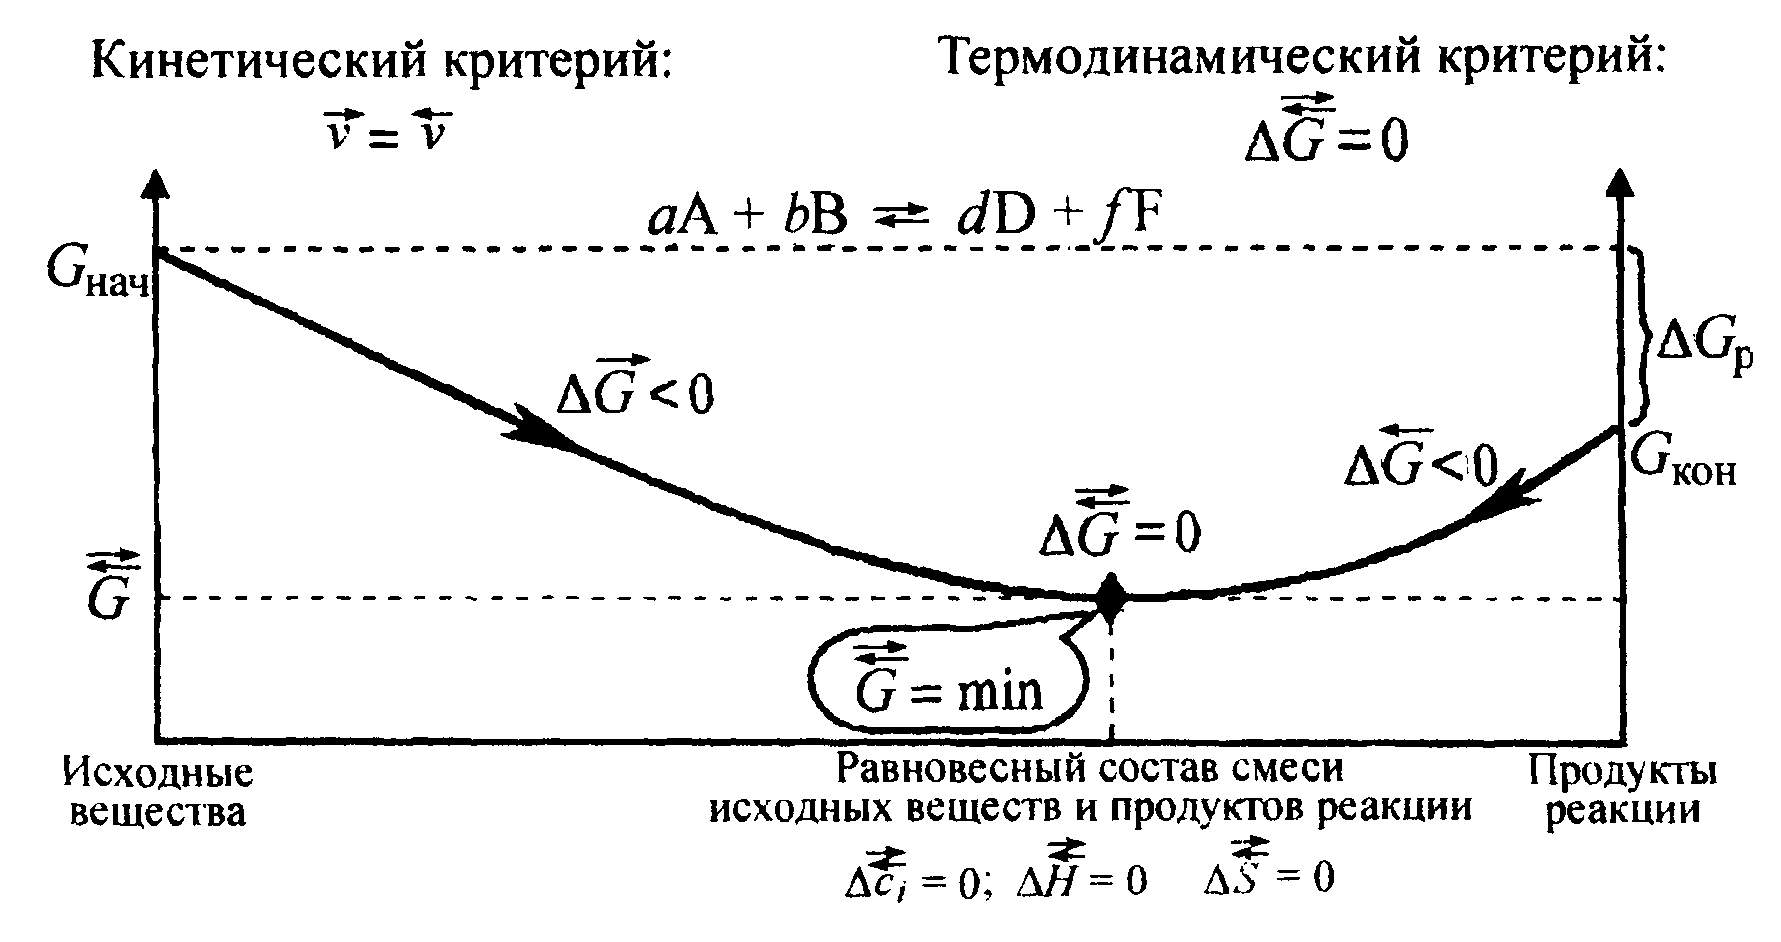 Кинетический критерий:
v⃗ = v⃖
Термодинамический критерий:
ΔG⇄ = 0
aA + bB ⇄ dD + fF
Gнач
ΔGр
ΔG⃗ < 0
ΔG⃖ < 0
Gкон
ΔG⇄ = 0
G⇄
G⇄ = min
Исходные
вещества
Равновесный состав смеси
исходных веществ и продуктов реакции
Продукты
реакции
Δc⇄i = 0; ΔH⇄ = 0 ΔS⇄ = 0